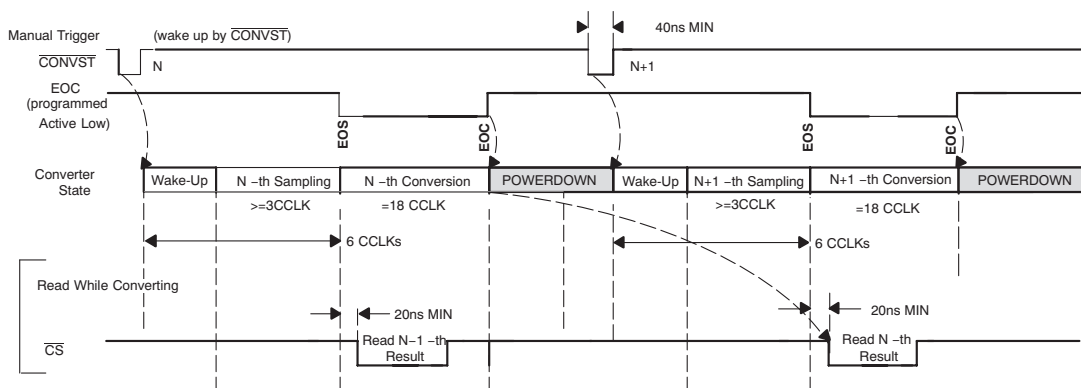 40ns MIN
Manual Trigger (wake up by CONVST)
CONVST N N+1
EOC
(programmed
Active Low)
EOS EOC EOS EOC
Converter
State
Wake-Up N −th Sampling N −th Conversion POWERDOWN Wake-Up N+1 −th Sampling N+1 −th Conversion POWERDOWN
>=3CCLK =18 CCLK >=3CCLK =18 CCLK
6 CCLKs 6 CCLKs
Read While Converting
20ns MIN 20ns MIN
CS
Read N−1 −th
Result
Read N −th
Result